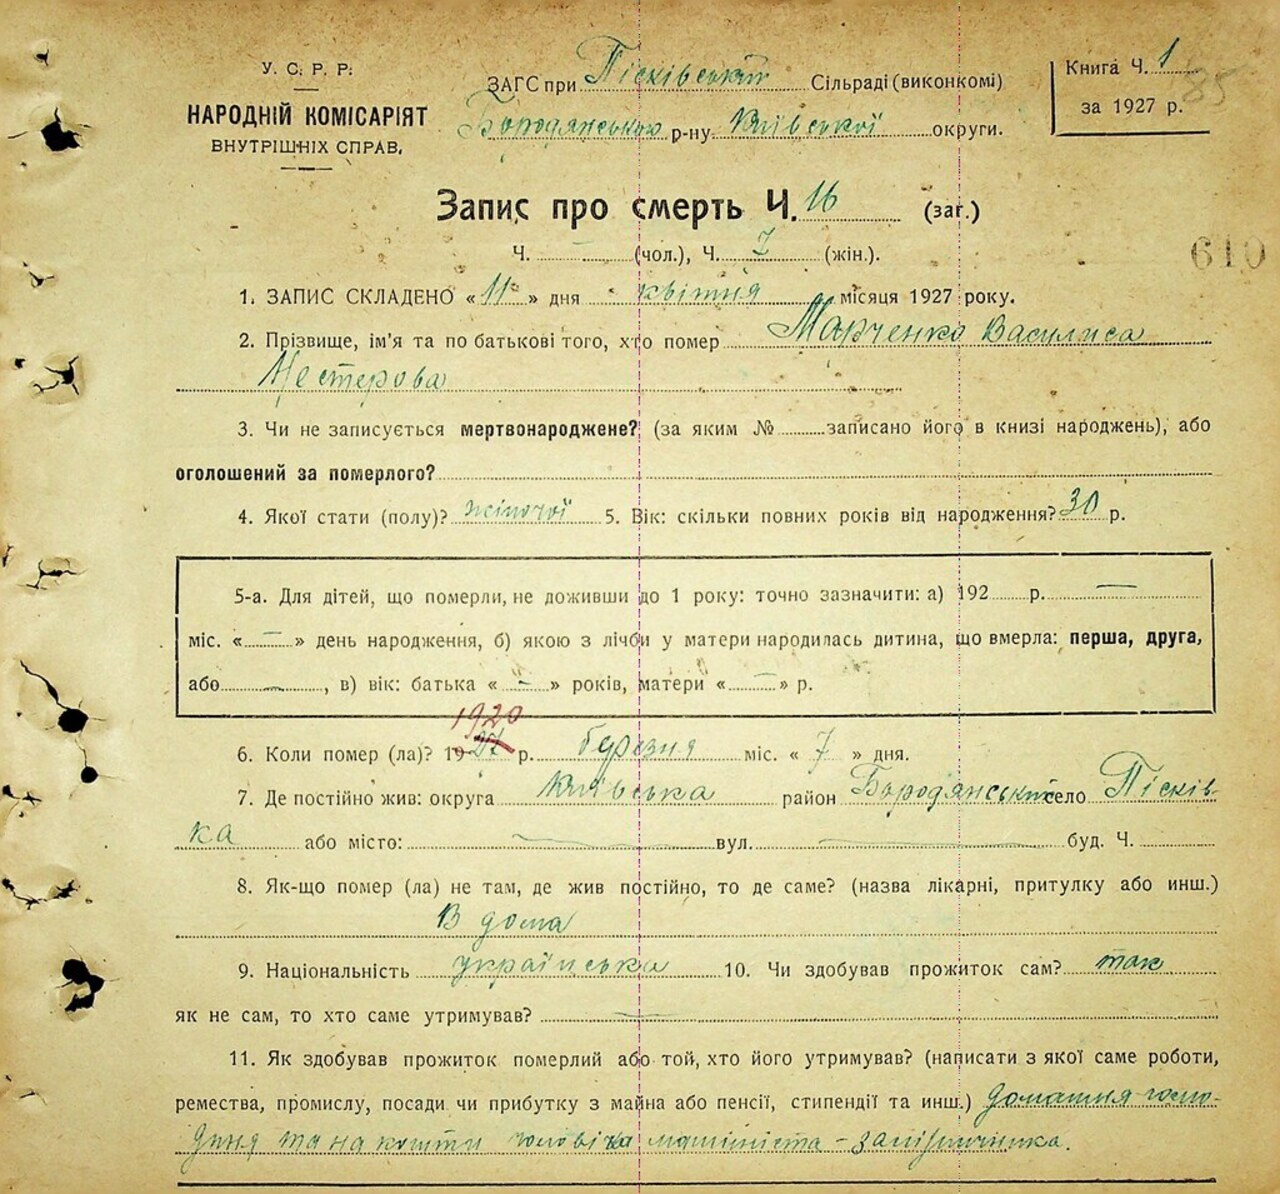 У. С. Р. Р.
НАРОДНІЙ КОМІСАРІЯТ
ВНУТРІШНІХ СПРАВ.
ЗАГС при Пісківський Сільраді (виконкомі)
Бородянського р-ну Київської округи.
Книга Ч. 1
за 1927 р.
85
Запис про смерть Ч. 16 (заг.)
Ч. – (чол.), Ч. 7 (жін.).
610
1. ЗАПИС СКЛАДЕНО «11» дня квітня місяця 1927 року.
2. Прізвище, ім'я та по батькові того, хто помер Марченко Василиса
Нестерова
3. Чи не записується мертвонароджене? (за яким № записано його в книзі народжень), або
оголошений за померлого?
4. Якої стати (полу)? жіночої 5. Вік: скільки повних років від народження? 30 р.
5-а. Для дітей, що померли, не доживши до 1 року: точно зазначити: а) 192 р. —
міс. «—» день народження, б) якою з лічби у матери народилась дитина, що вмерла: перша, друга,
або —, в) вік: батька «—» років, матери «—» р.
1920
6. Коли помер (ла)? 1927 р. березня міс. «7» дня.
7. Де постійно жив: округа Київська район Бородянський село Пісків-
ка або місто: — вул. — буд. Ч.
8. Як-що помер (ла) не там, де жив постійно, то де саме? (назва лікарні, притулку або инш.)
В дома
9. Національність українська 10. Чи здобував прожиток сам? так
як не сам, то хто саме утримував? —
11. Як здобував прожиток померлий або той, хто його утримував? (написати з якої саме роботи,
ремества, промислу, посади чи прибутку з майна або пенсії, стипендії та инш.) Домашня госпо-
диня та на кошти чоловіка машиніста – залізничника.